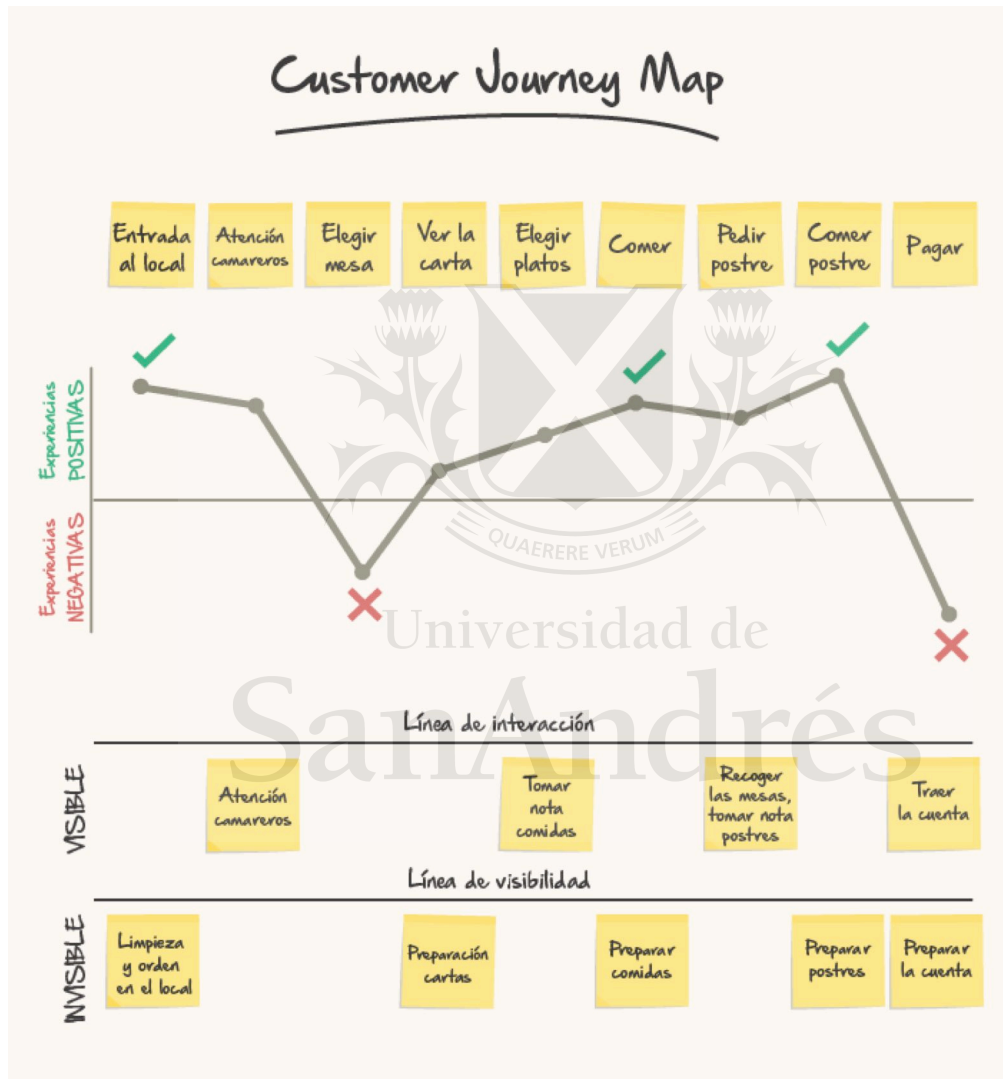 Customer Journey Map
Entrada
al local
Atención
camareros
Elegir
mesa
Ver la
carta
Elegir
platos
Comer
Pedir
postre
Comer
postre
Pagar
Experiencias
POSITIVAS
Experiencias
NEGATIVAS
QUAERERE VERUM
Universidad de
SanAndrés
Línea de interacción
VISIBLE
Atención
camareros
Tomar
nota
comidas
Recoger
las mesas,
tomar nota
postres
Traer
la cuenta
Línea de visibilidad
INVISIBLE
Limpieza
y orden
en el local
Preparación
cartas
Preparar
comidas
Preparar
postres
Preparar
la cuenta